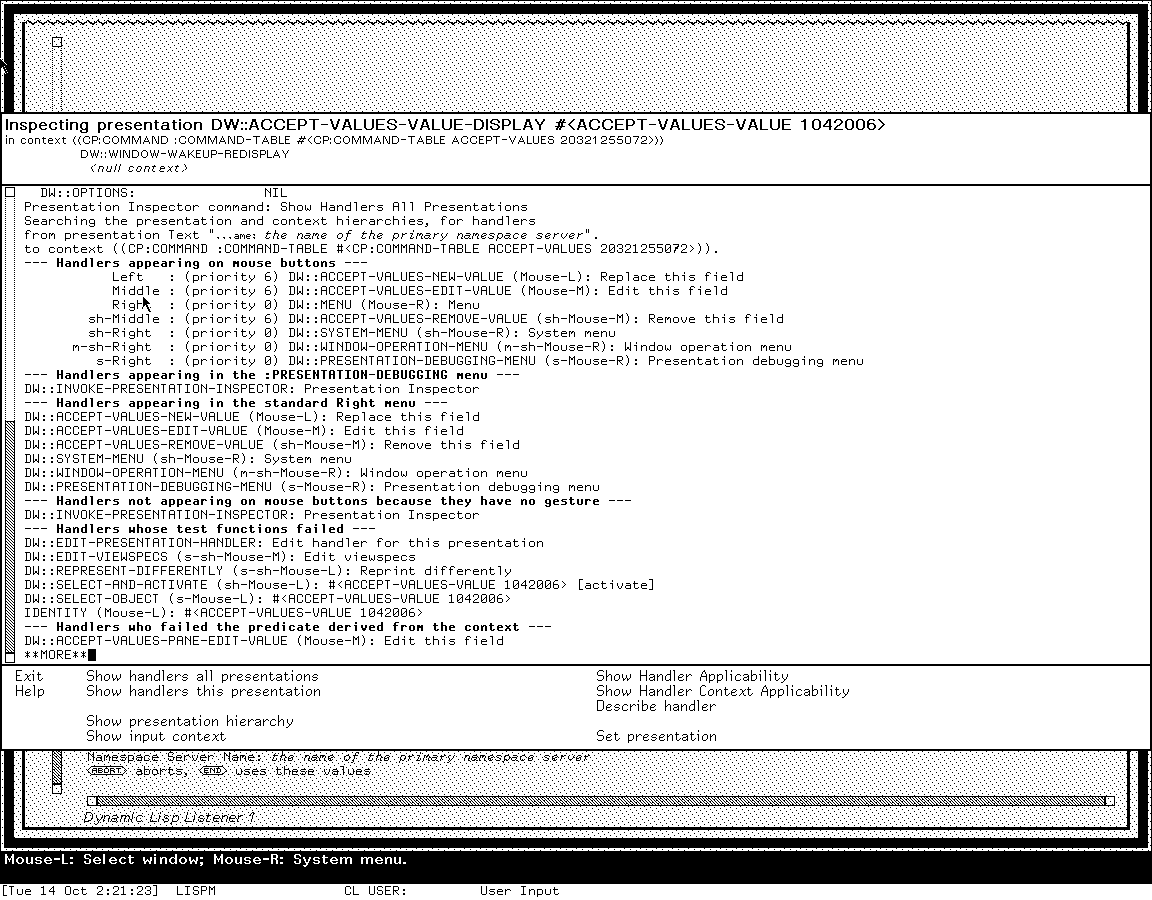 Inspecting presentation DW::ACCEPT-VALUES-VALUE-DISPLAY #<ACCEPT-VALUES-VALUE 1042006>
in context ((CP:COMMAND :COMMAND-TABLE #<CP:COMMAND-TABLE ACCEPT-VALUES 20321255072>))
DW::WINDOW-WAKEUP-REDISPLAY
<null context>
DW::OPTIONS: NIL
Presentation Inspector command: Show Handlers All Presentations
Searching the presentation and context hierarchies, for handlers
from presentation Text "...ame: the name of the primary namespace server".
to context ((CP:COMMAND :COMMAND-TABLE #<CP:COMMAND-TABLE ACCEPT-VALUES 20321255072>)).
--- Handlers appearing on mouse buttons ---
Left : (priority 6) DW::ACCEPT-VALUES-NEW-VALUE (Mouse-L): Replace this field
Middle : (priority 6) DW::ACCEPT-VALUES-EDIT-VALUE (Mouse-M): Edit this field
Right : (priority 0) DW::MENU (Mouse-R): Menu
sh-Middle : (priority 6) DW::ACCEPT-VALUES-REMOVE-VALUE (sh-Mouse-M): Remove this field
sh-Right : (priority 0) DW::SYSTEM-MENU (sh-Mouse-R): System menu
m-sh-Right : (priority 0) DW::WINDOW-OPERATION-MENU (m-sh-Mouse-R): Window operation menu
s-Right : (priority 0) DW::PRESENTATION-DEBUGGING-MENU (s-Mouse-R): Presentation debugging menu
--- Handlers appearing in the :PRESENTATION-DEBUGGING menu ---
DW::INVOKE-PRESENTATION-INSPECTOR: Presentation Inspector
--- Handlers appearing in the standard Right menu ---
DW::ACCEPT-VALUES-NEW-VALUE (Mouse-L): Replace this field
DW::ACCEPT-VALUES-EDIT-VALUE (Mouse-M): Edit this field
DW::ACCEPT-VALUES-REMOVE-VALUE (sh-Mouse-M): Remove this field
DW::SYSTEM-MENU (sh-Mouse-R): System menu
DW::WINDOW-OPERATION-MENU (m-sh-Mouse-R): Window operation menu
DW::PRESENTATION-DEBUGGING-MENU (s-Mouse-R): Presentation debugging menu
--- Handlers not appearing on mouse buttons because they have no gesture ---
DW::INVOKE-PRESENTATION-INSPECTOR: Presentation Inspector
--- Handlers whose test functions failed ---
DW::EDIT-PRESENTATION-HANDLER: Edit handler for this presentation
DW::EDIT-VIEWSPECS (s-sh-Mouse-M): Edit viewspecs
DW::REPRESENT-DIFFERENTLY (s-sh-Mouse-L): Reprint differently
DW::SELECT-AND-ACTIVATE (sh-Mouse-L): #<ACCEPT-VALUES-VALUE 1042006> [activate]
DW::SELECT-OBJECT (s-Mouse-L): #<ACCEPT-VALUES-VALUE 1042006>
IDENTITY (Mouse-L): #<ACCEPT-VALUES-VALUE 1042006>
--- Handlers who failed the predicate derived from the context ---
DW::ACCEPT-VALUES-PANE-EDIT-VALUE (Mouse-M): Edit this field
**MORE**
Exit Show handlers all presentations Show Handler Applicability
Help Show handlers this presentation Show Handler Context Applicability
Describe handler
Show presentation hierarchy
Show input context Set presentation
Namespace Server Name: the name of the primary namespace server
<ABORT> aborts, <END> uses these values
Dynamic Lisp Listener 1
Mouse-L: Select window; Mouse-R: System menu.
[Tue 14 Oct 2:21:23] LISPM CL USER: User Input